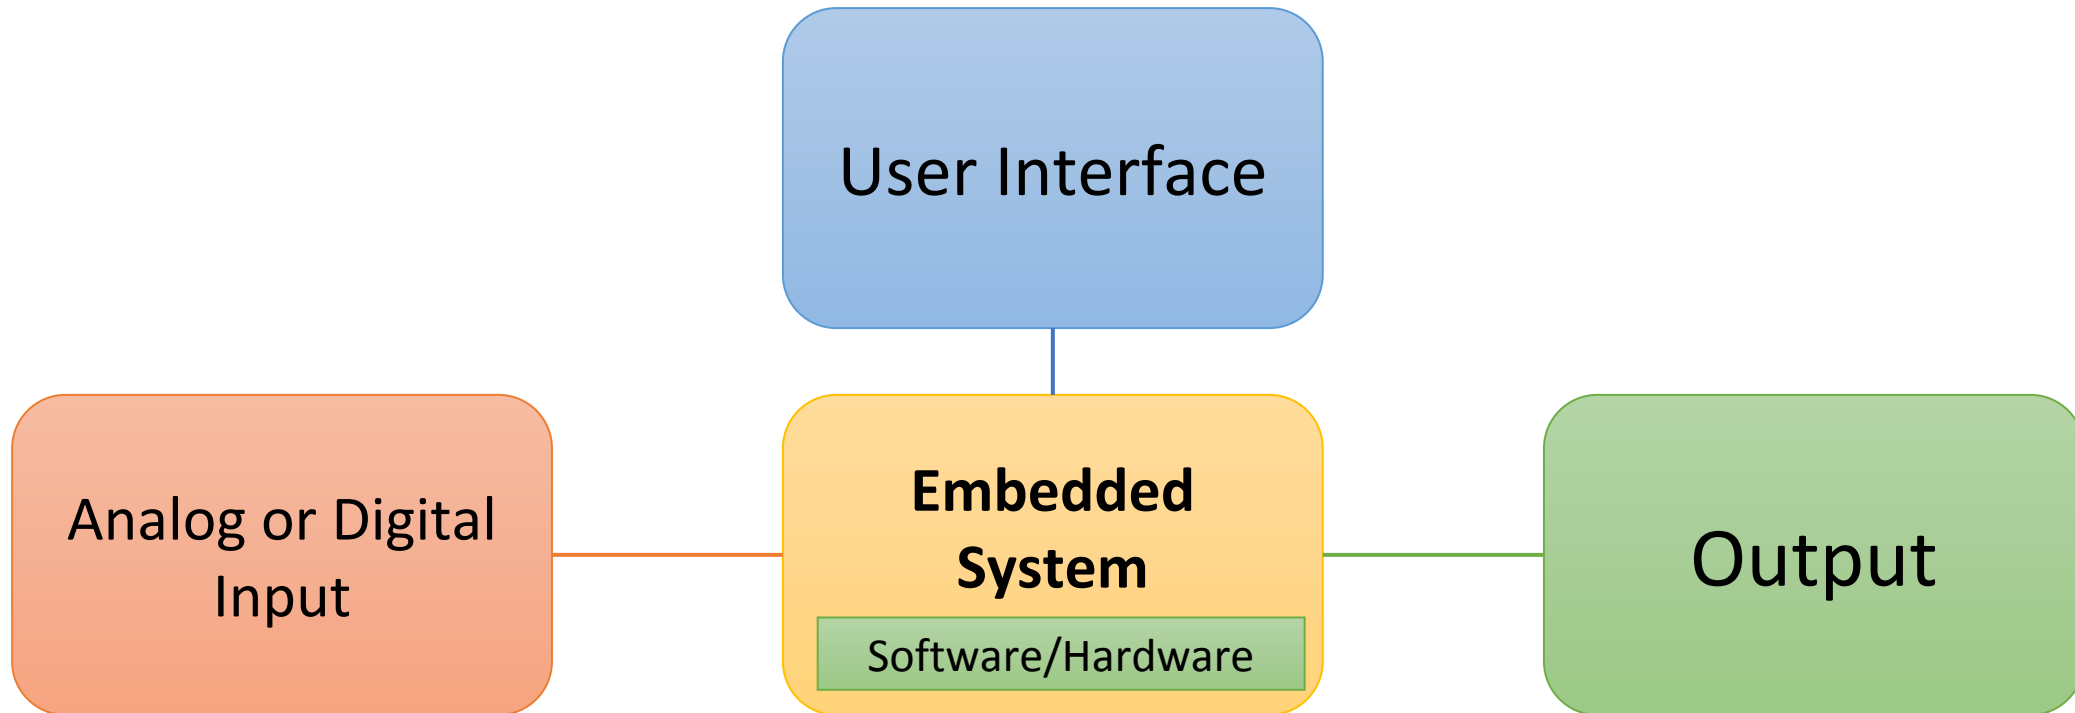 User Interface
Analog or Digital
Input
Embedded
System
Software/Hardware
Output